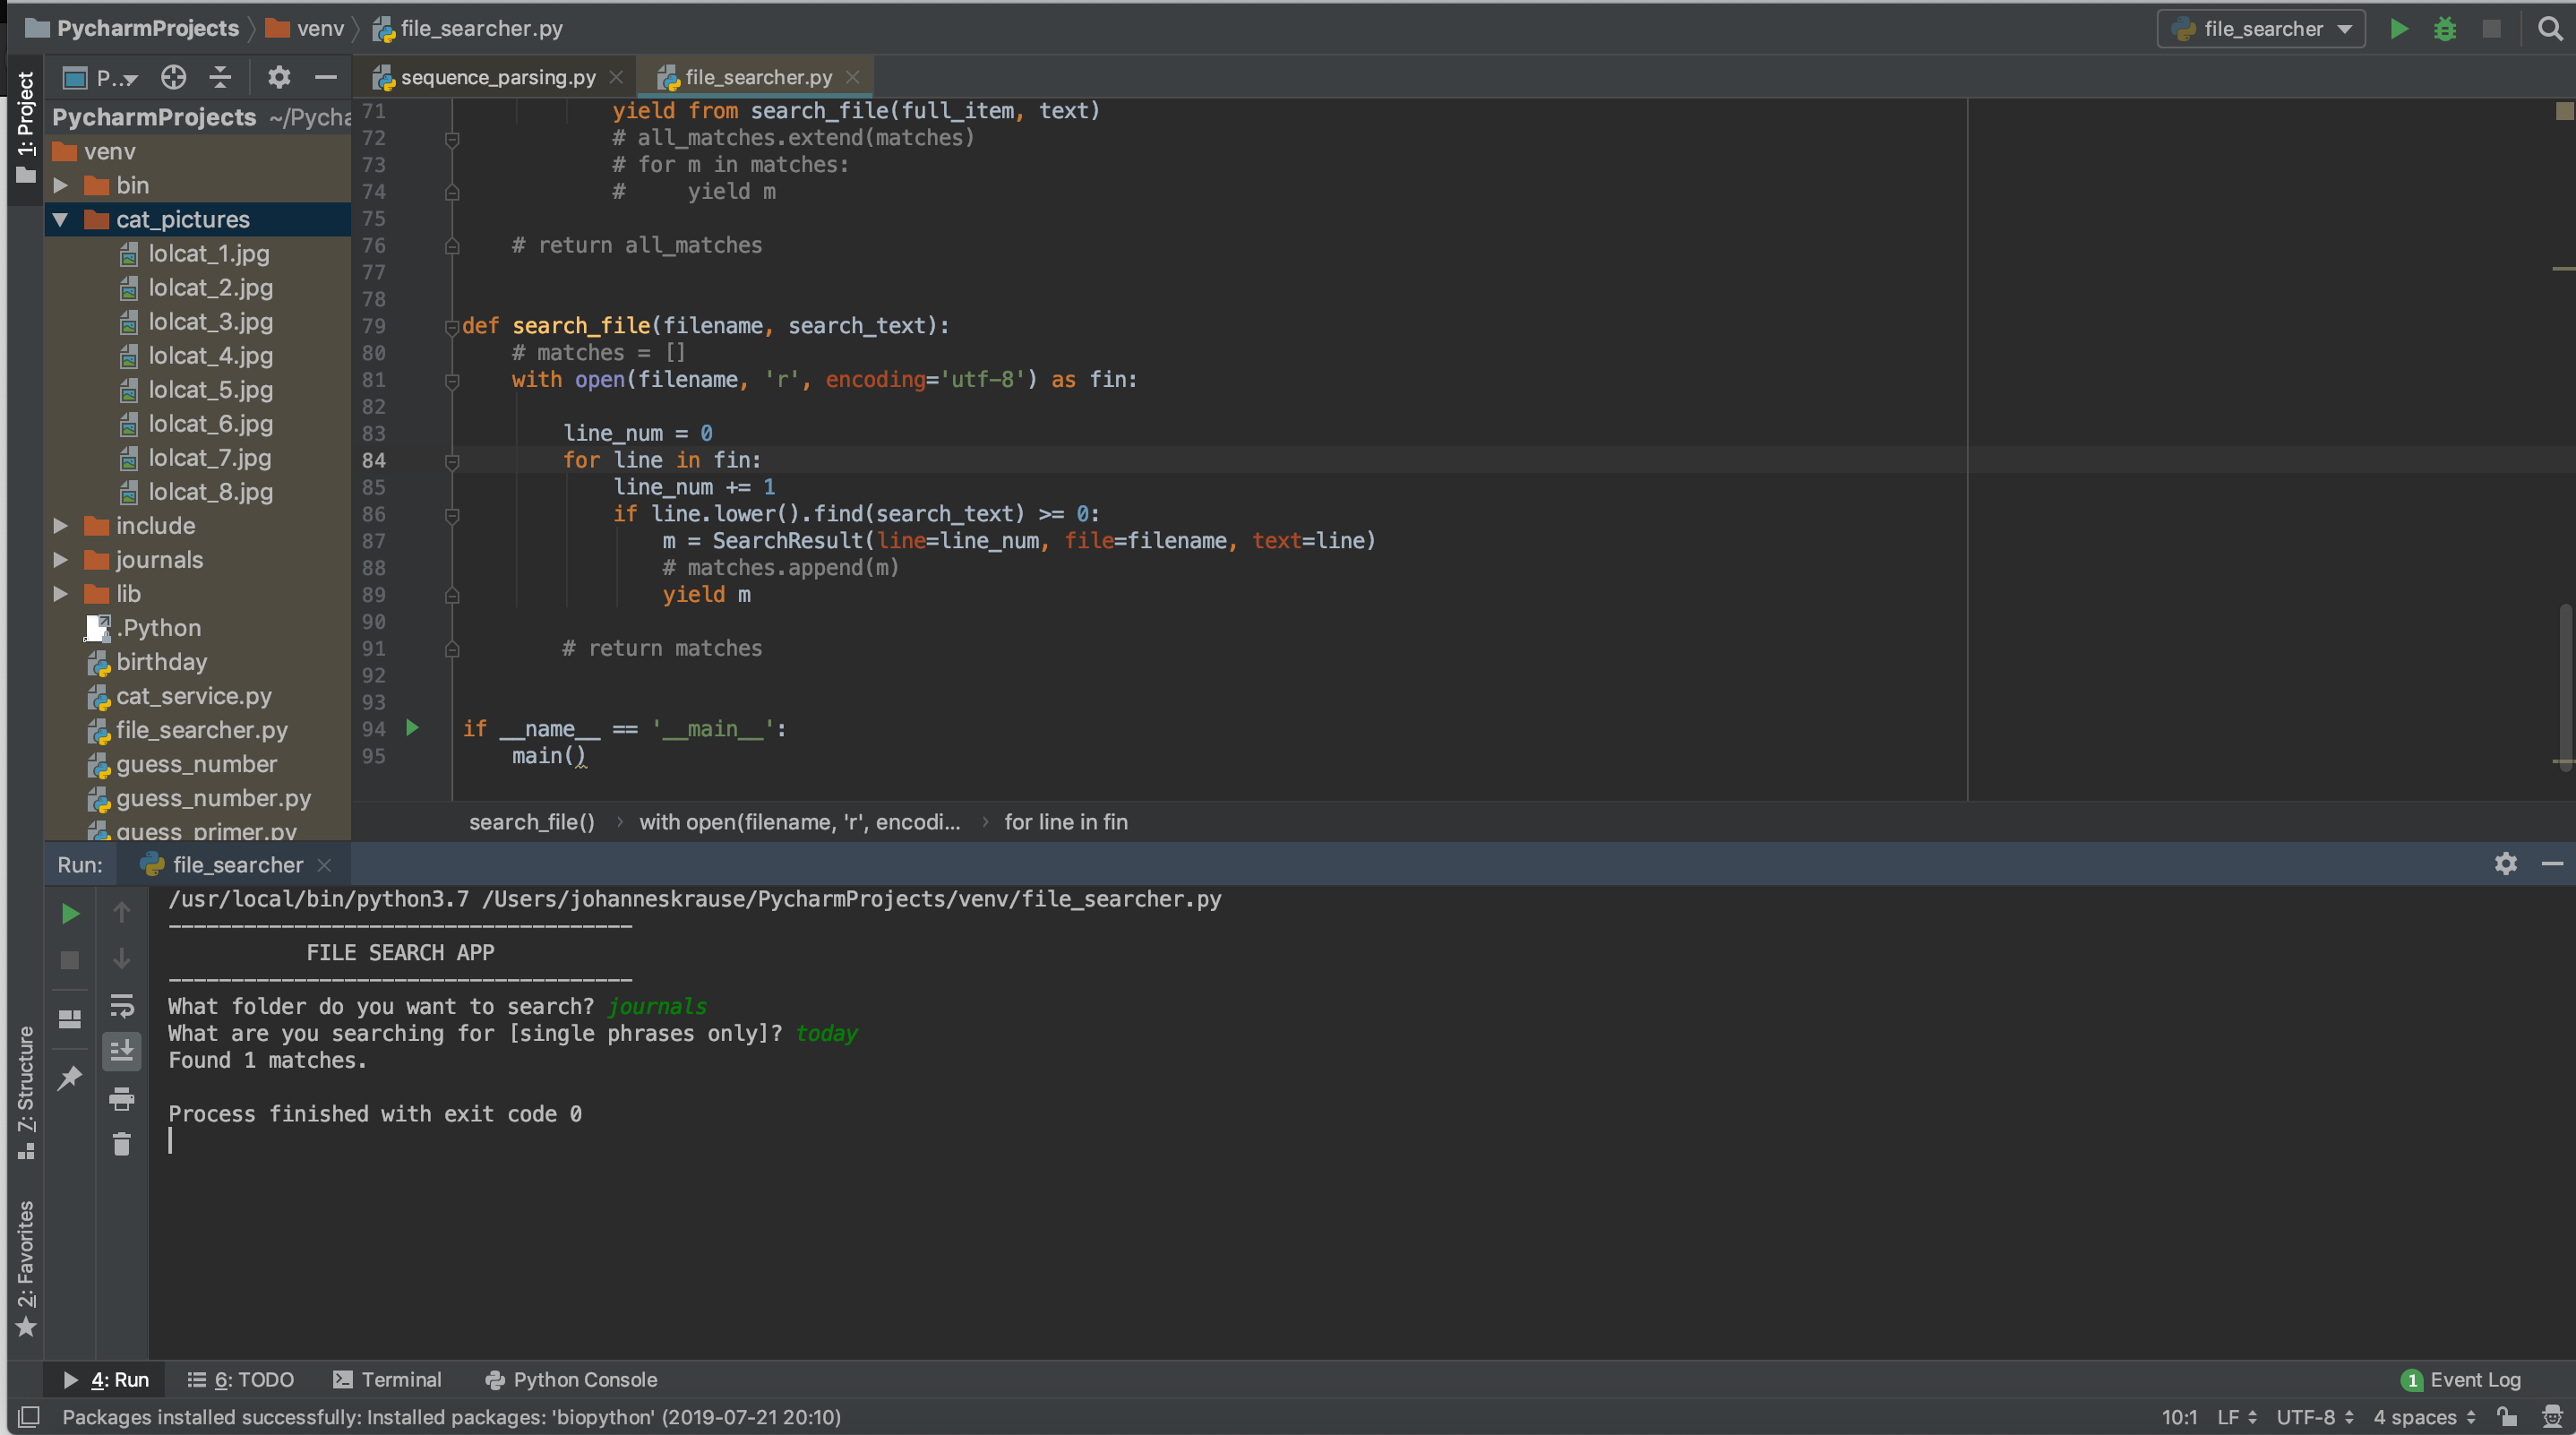 PycharmProjects venv file_searcher.py file_searcher
1: Project
P...
sequence_parsing.py file_searcher.py
PycharmProjects ~/Pycha
venv
bin
cat_pictures
lolcat_1.jpg
lolcat_2.jpg
lolcat_3.jpg
lolcat_4.jpg
lolcat_5.jpg
lolcat_6.jpg
lolcat_7.jpg
lolcat_8.jpg
include
journals
lib
.Python
birthday
cat_service.py
file_searcher.py
guess_number
guess_number.py
guess_primer.py
71 yield from search_file(full_item, text)
72 # all_matches.extend(matches)
73 # for m in matches:
74 #     yield m
75
76 # return all_matches
77
78
79 def search_file(filename, search_text):
80     # matches = []
81     with open(filename, 'r', encoding='utf-8') as fin:
82
83         line_num = 0
84         for line in fin:
85             line_num += 1
86             if line.lower().find(search_text) >= 0:
87                 m = SearchResult(line=line_num, file=filename, text=line)
88                 # matches.append(m)
89                 yield m
90
91         # return matches
92
93
94 if __name__ == '__main__':
95     main()
search_file() › with open(filename, 'r', encodi... › for line in fin
Run: file_searcher
/usr/local/bin/python3.7 /Users/johanneskrause/PycharmProjects/venv/file_searcher.py
-------------------------------------
FILE SEARCH APP
-------------------------------------
What folder do you want to search? journals
What are you searching for [single phrases only]? today
Found 1 matches.
Process finished with exit code 0
Z: Structure
2: Favorites
4: Run 6: TODO Terminal Python Console 1 Event Log
Packages installed successfully: Installed packages: 'biopython' (2019-07-21 20:10) 10:1 LF UTF-8 4 spaces